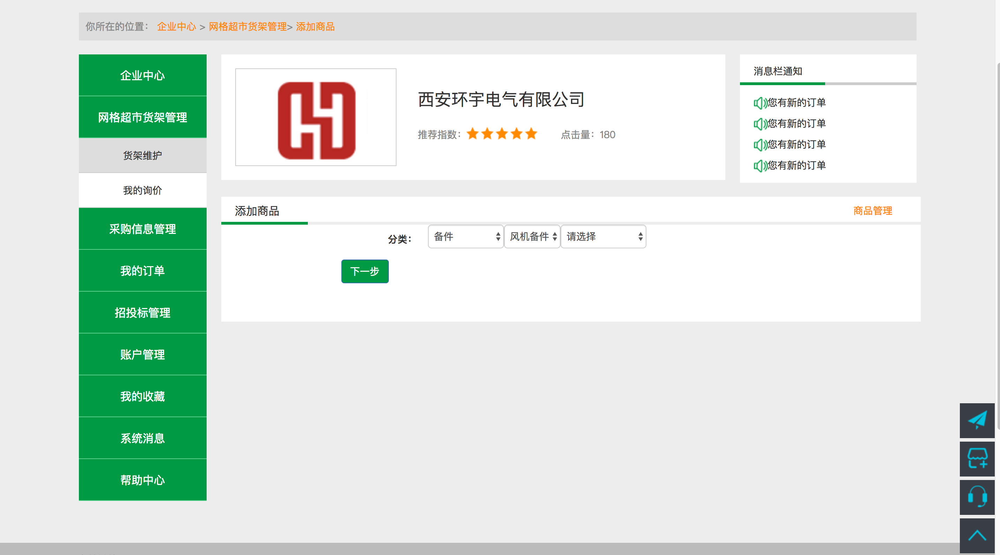 你所在的位置： 企业中心 > 网格超市货架管理> 添加商品
企业中心
网格超市货架管理
货架维护
我的询价
采购信息管理
我的订单
招投标管理
账户管理
我的收藏
系统消息
帮助中心
西安环宇电气有限公司
推荐指数： 点击量：180
消息栏通知
您有新的订单
您有新的订单
您有新的订单
您有新的订单
添加商品 商品管理
分类： 备件 风机备件 请选择
下一步